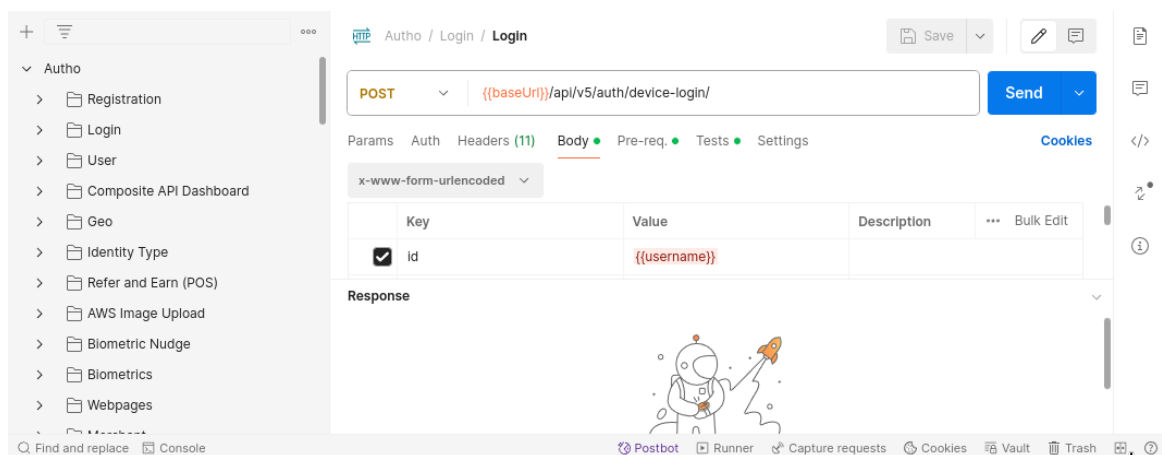 HTTP Autho / Login / Login Save
Autho
Registration
Login
User
Composite API Dashboard
Geo
Identity Type
Refer and Earn (POS)
AWS Image Upload
Biometric Nudge
Biometrics
Webpages
POST {{baseUrl}}/api/v5/auth/device-login/ Send
Params Auth Headers (11) Body Pre-req. Tests Settings Cookies
x-www-form-urlencoded
Key Value Description Bulk Edit
id {{username}}
Response
Find and replace Console Postbot Runner Capture requests Cookies Vault Trash